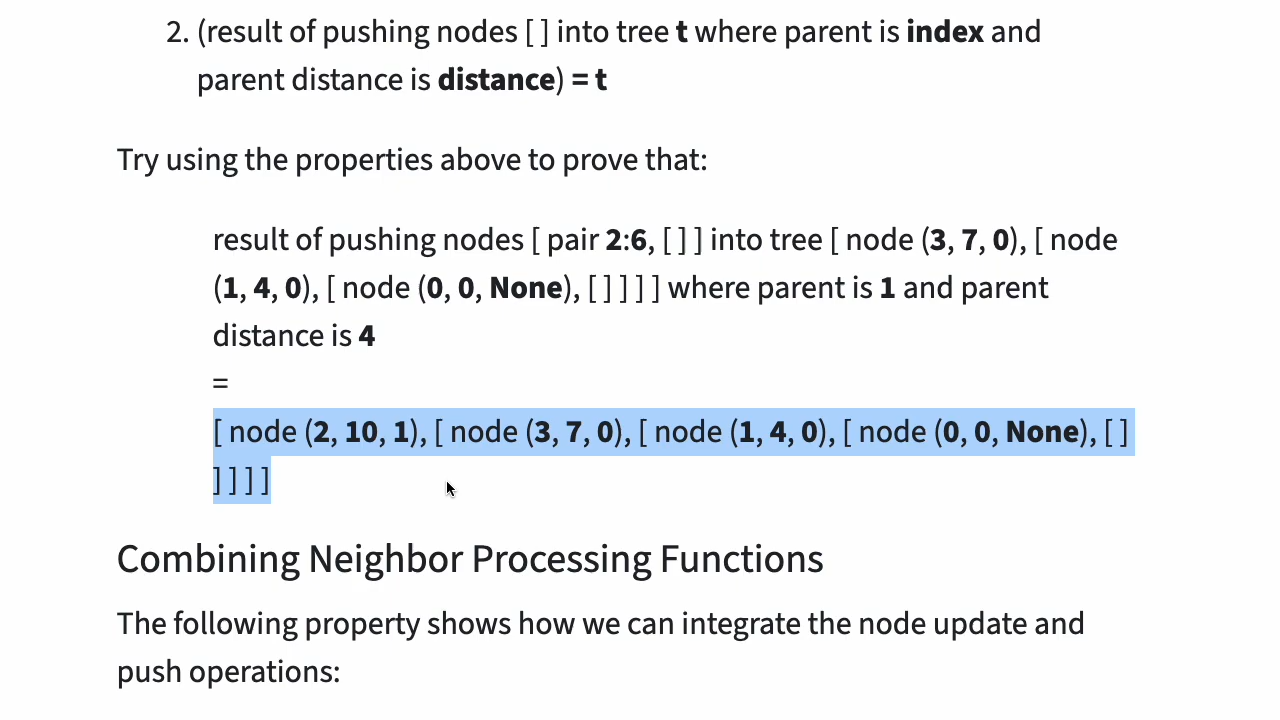 2. (result of pushing nodes [ ] into tree t where parent is index and
parent distance is distance) = t
Try using the properties above to prove that:
result of pushing nodes [ pair 2:6, [ ] ] into tree [ node (3, 7, 0), [ node
(1, 4, 0), [ node (0, 0, None), [ ] ] ] ] where parent is 1 and parent
distance is 4
=
[ node (2, 10, 1), [ node (3, 7, 0), [ node (1, 4, 0), [ node (0, 0, None), [ ]
] ] ] ]
Combining Neighbor Processing Functions
The following property shows how we can integrate the node update and
push operations: